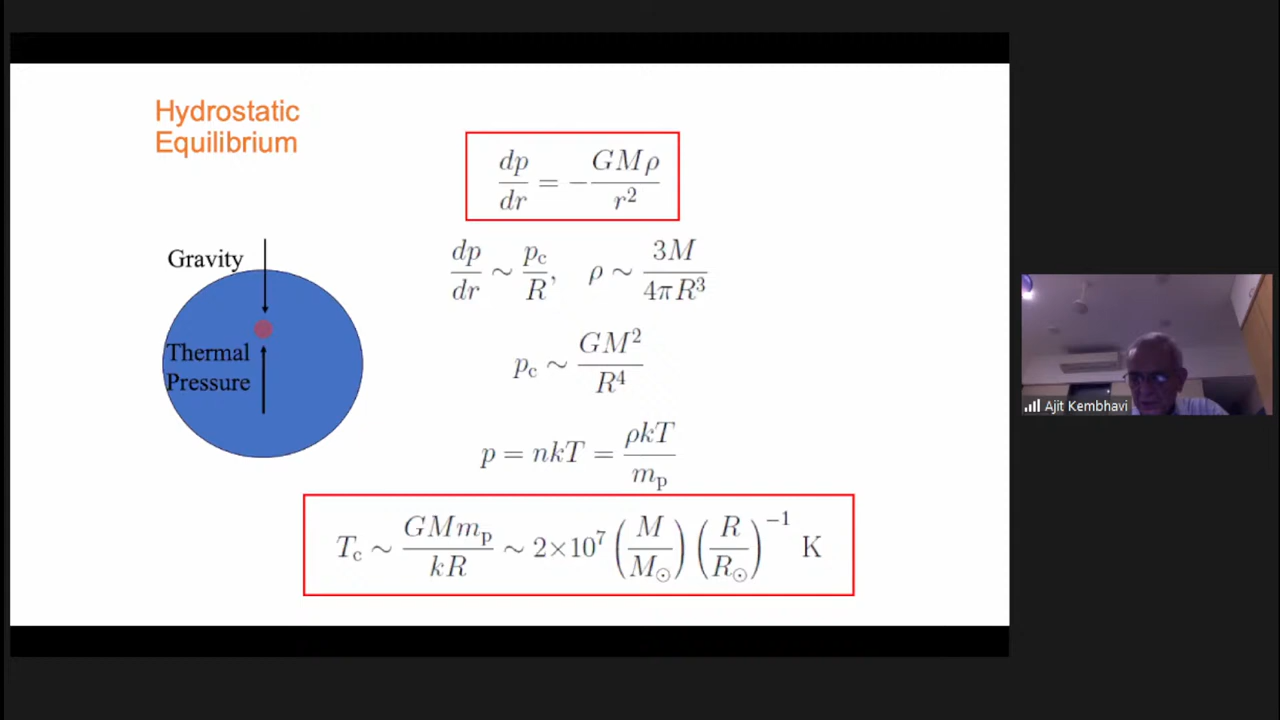 Hydrostatic
Equilibrium
dp/dr = −GMρ/r²
dp/dr ∼ p_c/R, ρ ∼ 3M/4πR³
p_c ∼ GM²/R⁴
p = nkT = ρkT/m_p
T_c ∼ GMm_p/kR ∼ 2×10⁷ (M/M_⊙) (R/R_⊙)⁻¹ K
Gravity
Thermal
Pressure
Ajit Kembhavi